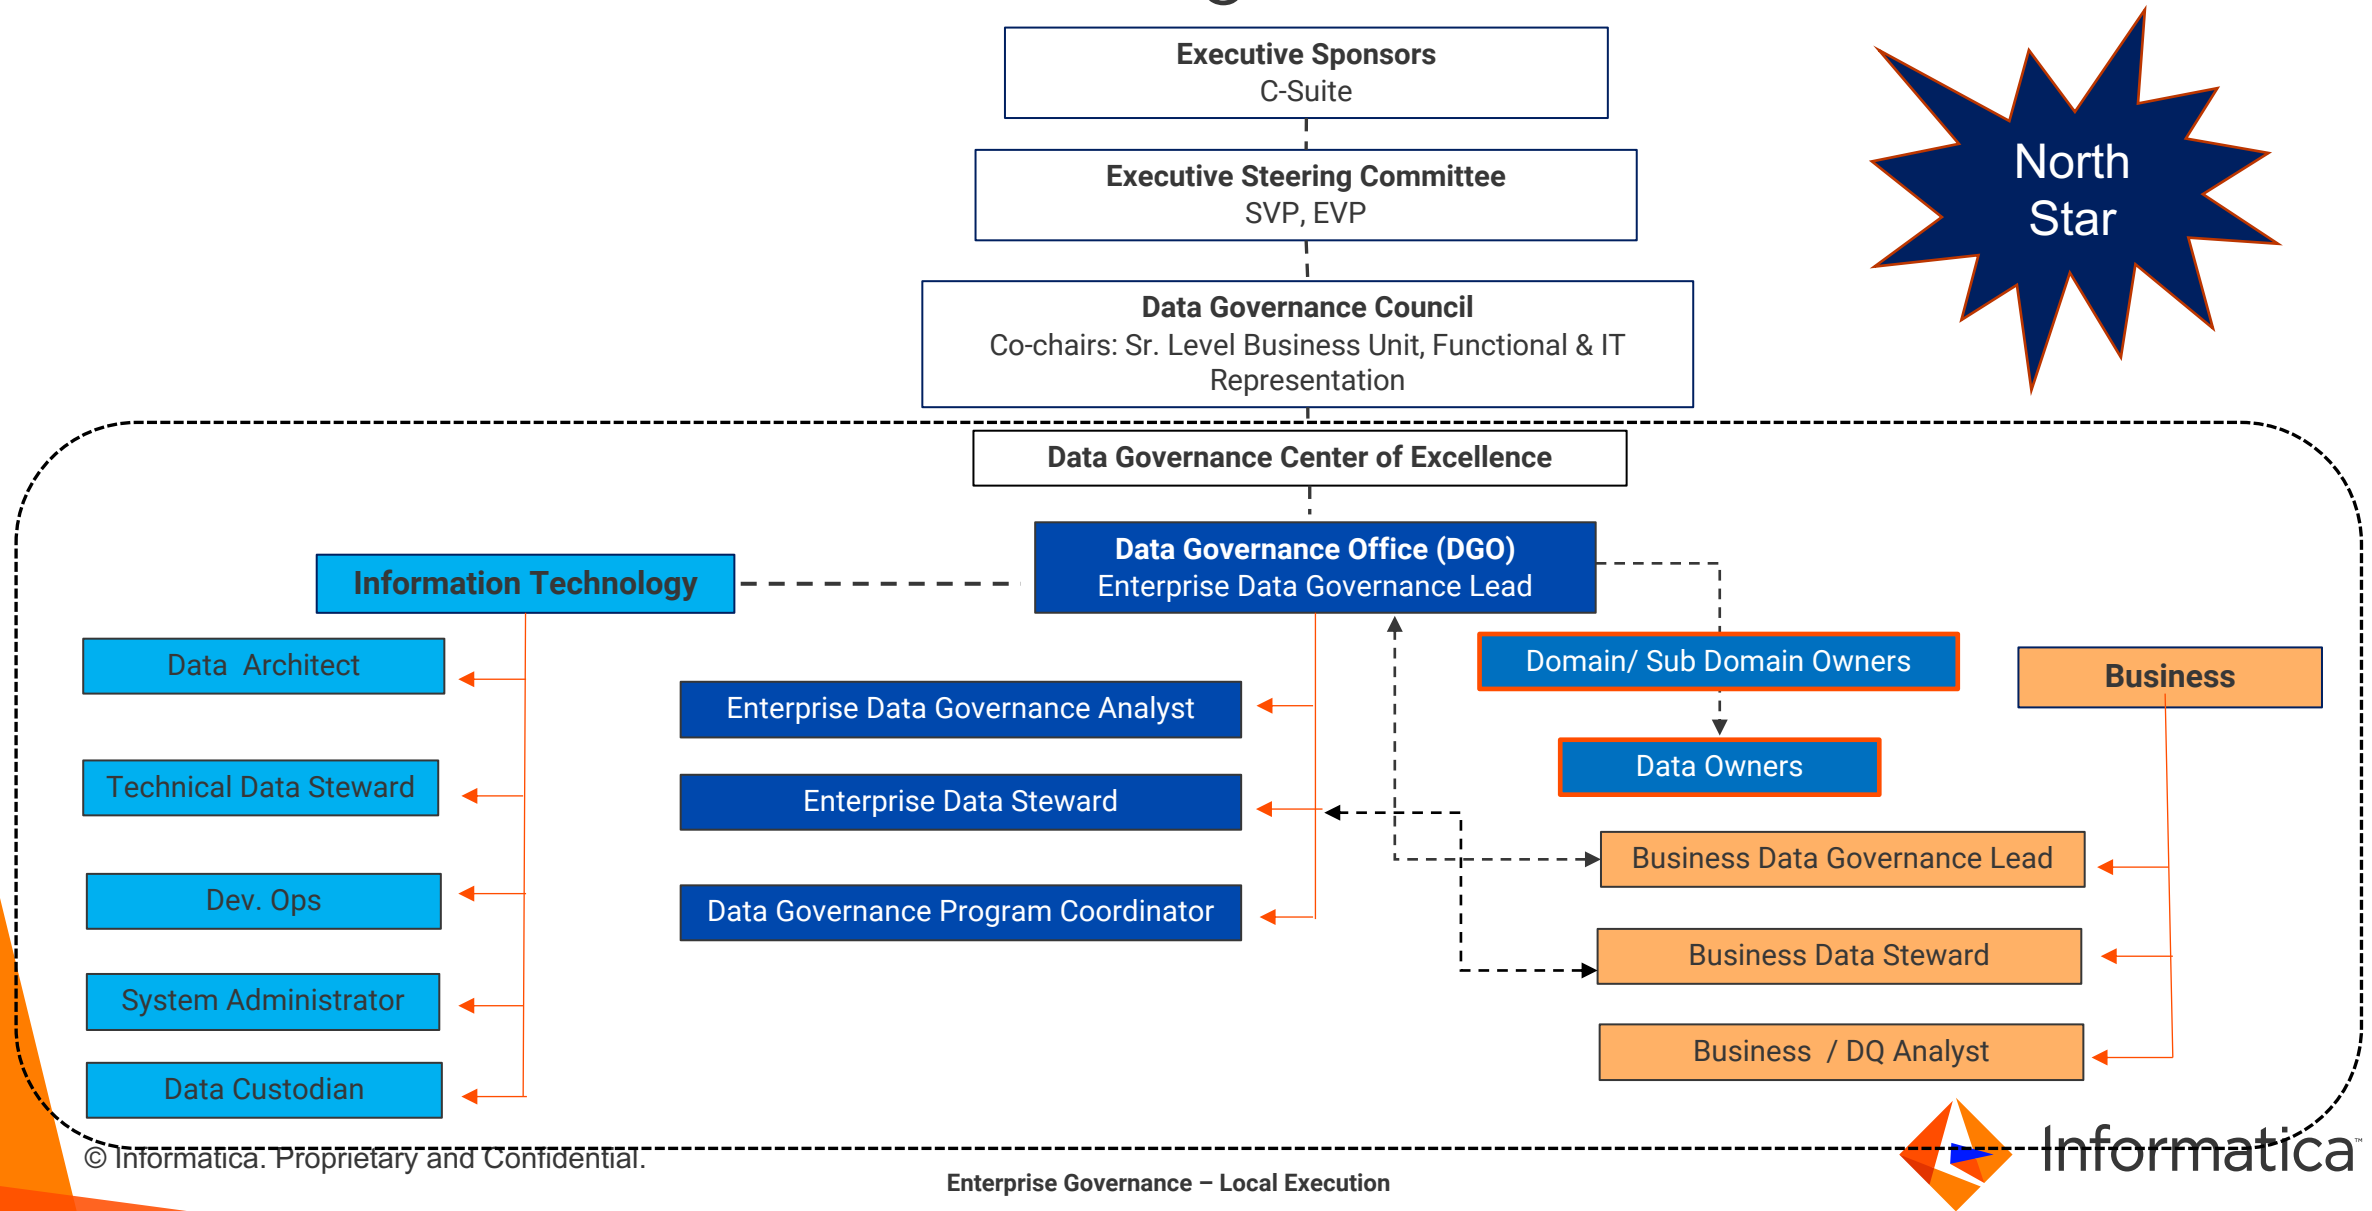 Executive Sponsors
C-Suite
Executive Steering Committee
SVP, EVP
North
Star
Data Governance Council
Co-chairs: Sr. Level Business Unit, Functional & IT
Representation
Data Governance Center of Excellence
Data Governance Office (DGO)
Enterprise Data Governance Lead
Information Technology
Data Architect
Technical Data Steward
Dev. Ops
System Administrator
Data Custodian
Enterprise Data Governance Analyst
Enterprise Data Steward
Data Governance Program Coordinator
Domain/ Sub Domain Owners
Data Owners
Business
Business Data Governance Lead
Business Data Steward
Business / DQ Analyst
© Informatica. Proprietary and Confidential.
Enterprise Governance – Local Execution
Informatica™